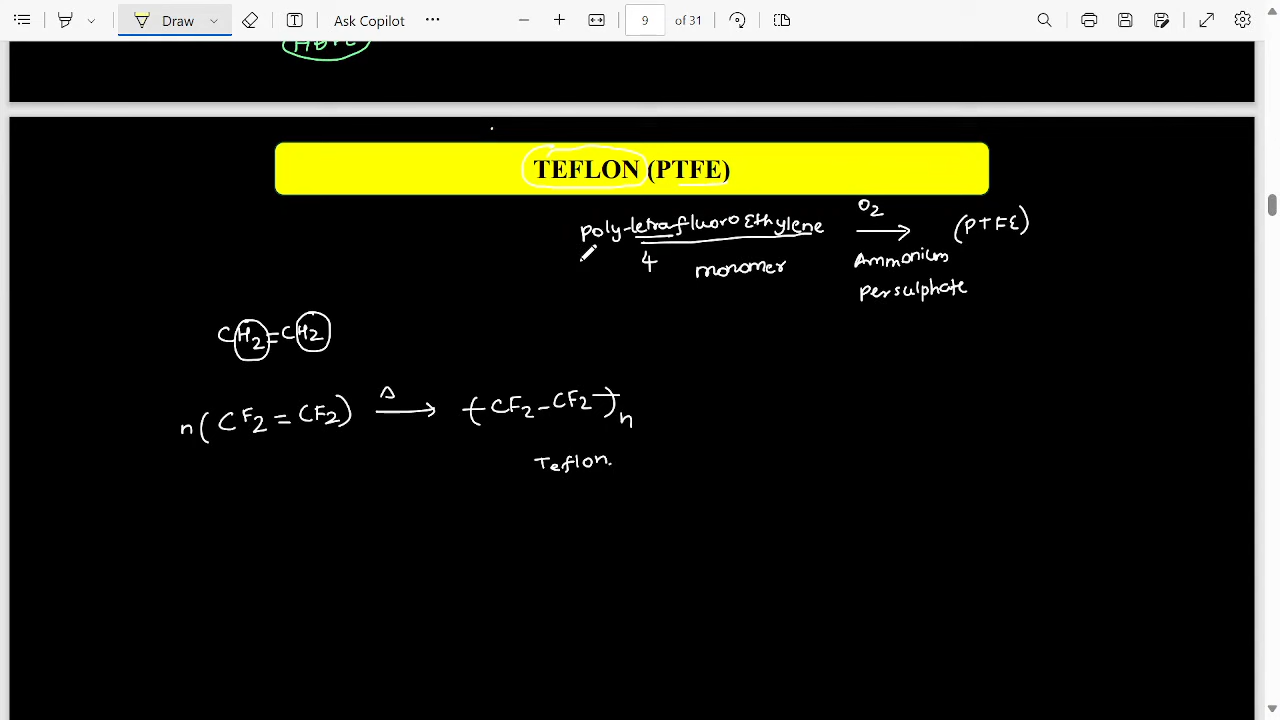 Draw
Ask Copilot
9 of 31
TEFLON (PTFE)
poly-tetrafluoro Ethylene O2 (PTFE)
4 monomer Ammonium
persulphate
CH2=CH2
n(CF2=CF2) Δ → (CF2-CF2)n
Teflon.